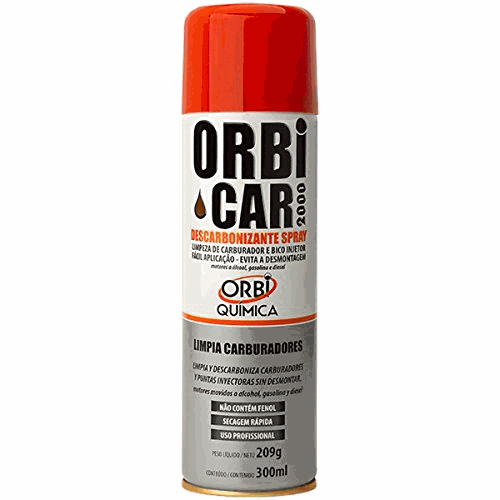 ORBi
CAR
2000
DESCARBONIZANTE SPRAY
LIMPEZA DE CARBURADOR E BICO INJETOR
FÁCIL APLICAÇÃO - EVITA A DESMONTAGEM
motores a álcool, gasolina e diesel
ORBi
QUÍMICA
LIMPIA CARBURADORES
LIMPIA Y DESCARBONIZA CARBURADORES
Y PUNTAS INYECTORAS SIN DESMONTAR.
motores movidos a alcohol, gasolina y diesel
NÃO CONTÉM FENOL
SECAGEM RÁPIDA
USO PROFISSIONAL
PESO LÍQUIDO / NETO 209g
CONTEÚDO / CONTENIDO 300ml